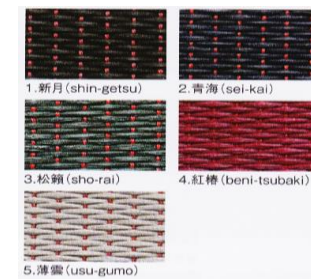 1.新月(shin-getsu)
2.青海(sei-kai)
3.松籟(sho-rai)
4.紅椿(beni-tsubaki)
5.薄雲(usu-gumo)